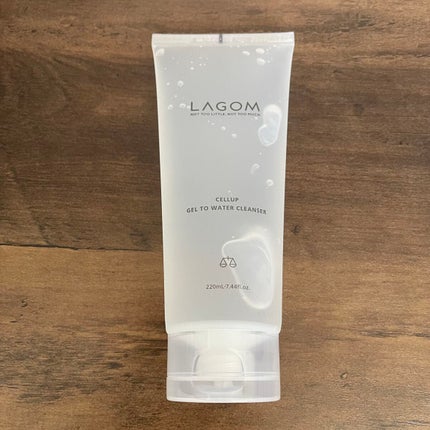 LAGOM
NOT TOO LITTLE, NOT TOO MUCH
CELLUP
GEL TO WATER CLEANSER
220mL·7.44fl.oz.